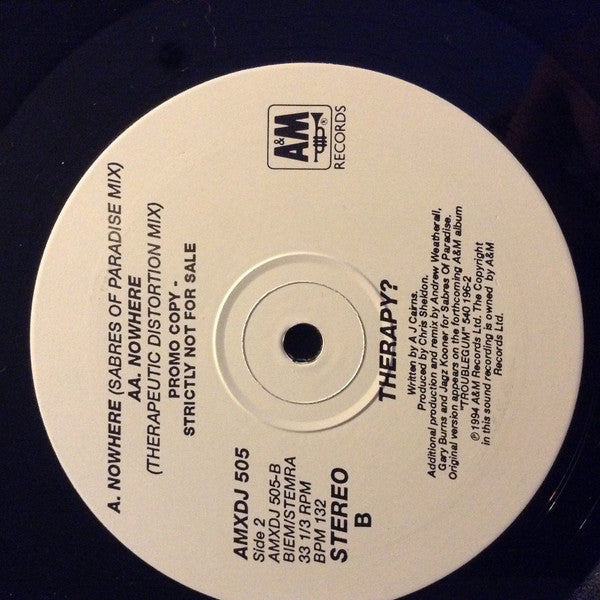 A&M
®
RECORDS
A. NOWHERE (SABRES OF PARADISE MIX)
AA. NOWHERE
(THERAPEUTIC DISTORTION MIX)
PROMO COPY -
STRICTLY NOT FOR SALE
AMXDJ 505
Side 2
AMXDJ 505-B
BIEM/STEMRA
33 1/3 RPM
BPM 132
STEREO
B
THERAPY?
Written by A J Cairns.
Produced by Chris Sheldon.
Additional production and remix by Andrew Weatherall,
Gary Burns and Jagz Kooner for Sabres Of Paradise.
Original version appears on the forthcoming A&M album
"TROUBLEGUM" 540 196-2
℗1994 A&M Records Ltd. The Copyright
in this sound recording is owned by A&M
Records Ltd.